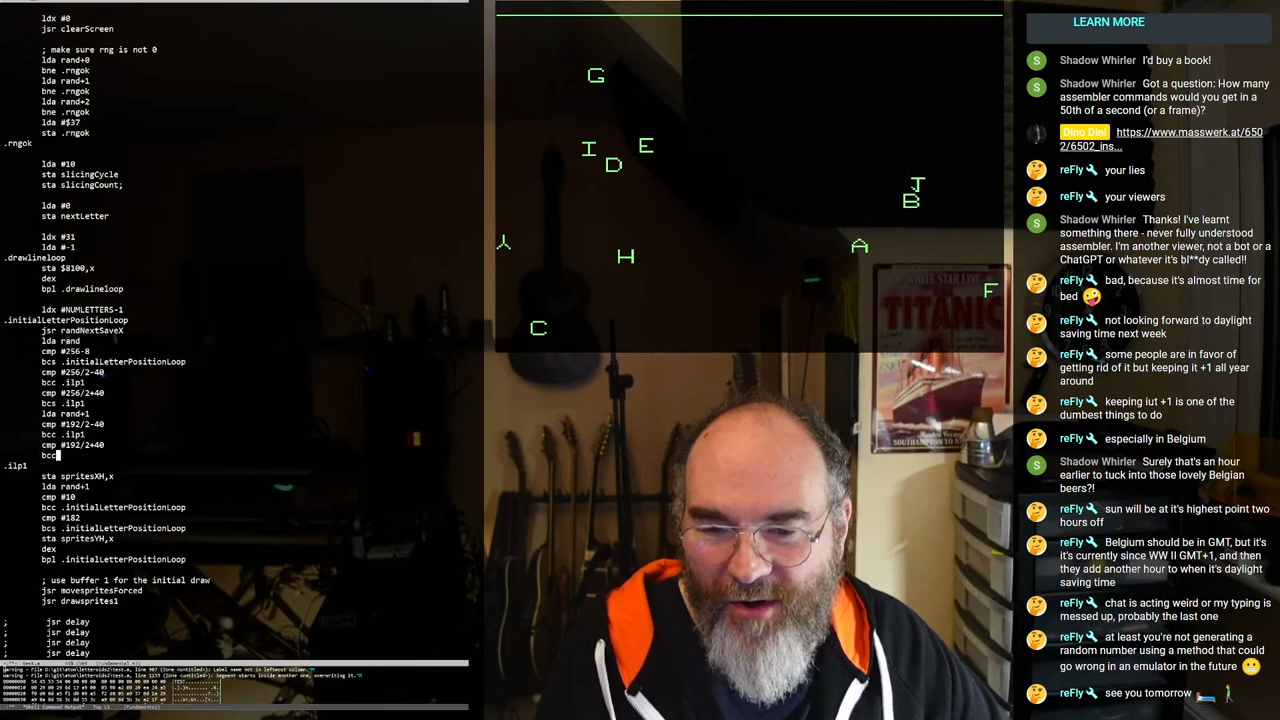 ldx #0
jsr clearScreen
; make sure rng is not 0
lda rand+0
bne .rngok
lda rand+1
bne .rngok
lda rand+2
bne .rngok
lda #$37
sta .rngok
.rngok
lda #10
sta slicingCycle
sta slicingCount;
lda #0
sta nextLetter
ldx #31
lda #-1
.drawlineloop
sta $8100,x
dex
bpl .drawlineloop
ldx #NUMLETTERS-1
.initialLetterPositionLoop
jsr randNextSaveX
lda rand
cmp #256-8
bcs .initialLetterPositionLoop
cmp #256/2-40
bcc .ilp1
cmp #256/2+40
bcs .ilp1
lda rand+1
cmp #192/2-40
bcc .ilp1
cmp #192/2+40
bcc
.ilp1
sta spritesXH,x
lda rand+1
cmp #10
bcc .initialLetterPositionLoop
cmp #182
bcs .initialLetterPositionLoop
sta spritesYH,x
dex
bpl .initialLetterPositionLoop
; use buffer 1 for the initial draw
jsr movespritesForced
jsr drawsprites1
; jsr delay
; jsr delay
; jsr delay
; jsr delay
G
I
E
D
J
B
Y
H
A
F
C
WHITE STAR LINE
TITANIC
LEARN MORE
Shadow Whirler I'd buy a book!
Shadow Whirler Got a question: How many
assembler commands would you get in a
50th of a second (or a frame)?
Dino Dini https://www.masswerk.at/650
2/6502_ins...
reFly your lies
reFly your viewers
Shadow Whirler Thanks! I've learnt
something there - never fully understood
assembler. I'm another viewer, not a bot or a
ChatGPT or whatever it's bl**dy called!!
reFly bad, because it's almost time for
bed
reFly not looking forward to daylight
saving time next week
reFly some people are in favor of
getting rid of it but keeping it +1 all year
around
reFly keeping iut +1 is one of the
dumbest things to do
reFly especially in Belgium
Shadow Whirler Surely that's an hour
earlier to tuck into those lovely Belgian
beers?!
reFly sun will be at it's highest point two
hours off
reFly Belgium should be in GMT, but it's
it's currently since WW II GMT+1, and then
they add another hour to when it's daylight
saving time
reFly chat is acting weird or my typing is
messed up, probably the last one
reFly at least you're not generating a
random number using a method that could
go wrong in an emulator in the future
reFly see you tomorrow